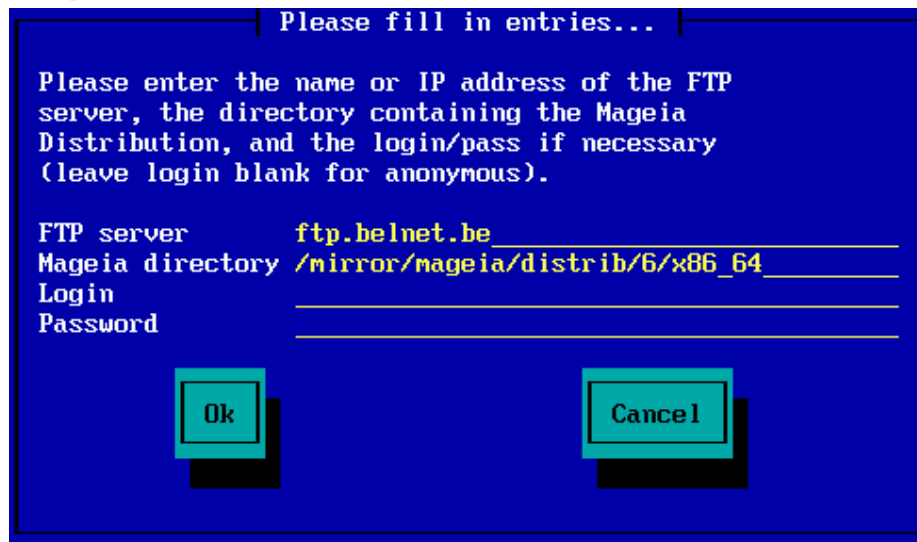 Please fill in entries...
Please enter the name or IP address of the FTP
server, the directory containing the Mageia
Distribution, and the login/pass if necessary
(leave login blank for anonymous).
FTP server ftp.belnet.be
Mageia directory /mirror/mageia/distrib/6/x86_64
Login
Password
Ok Cancel